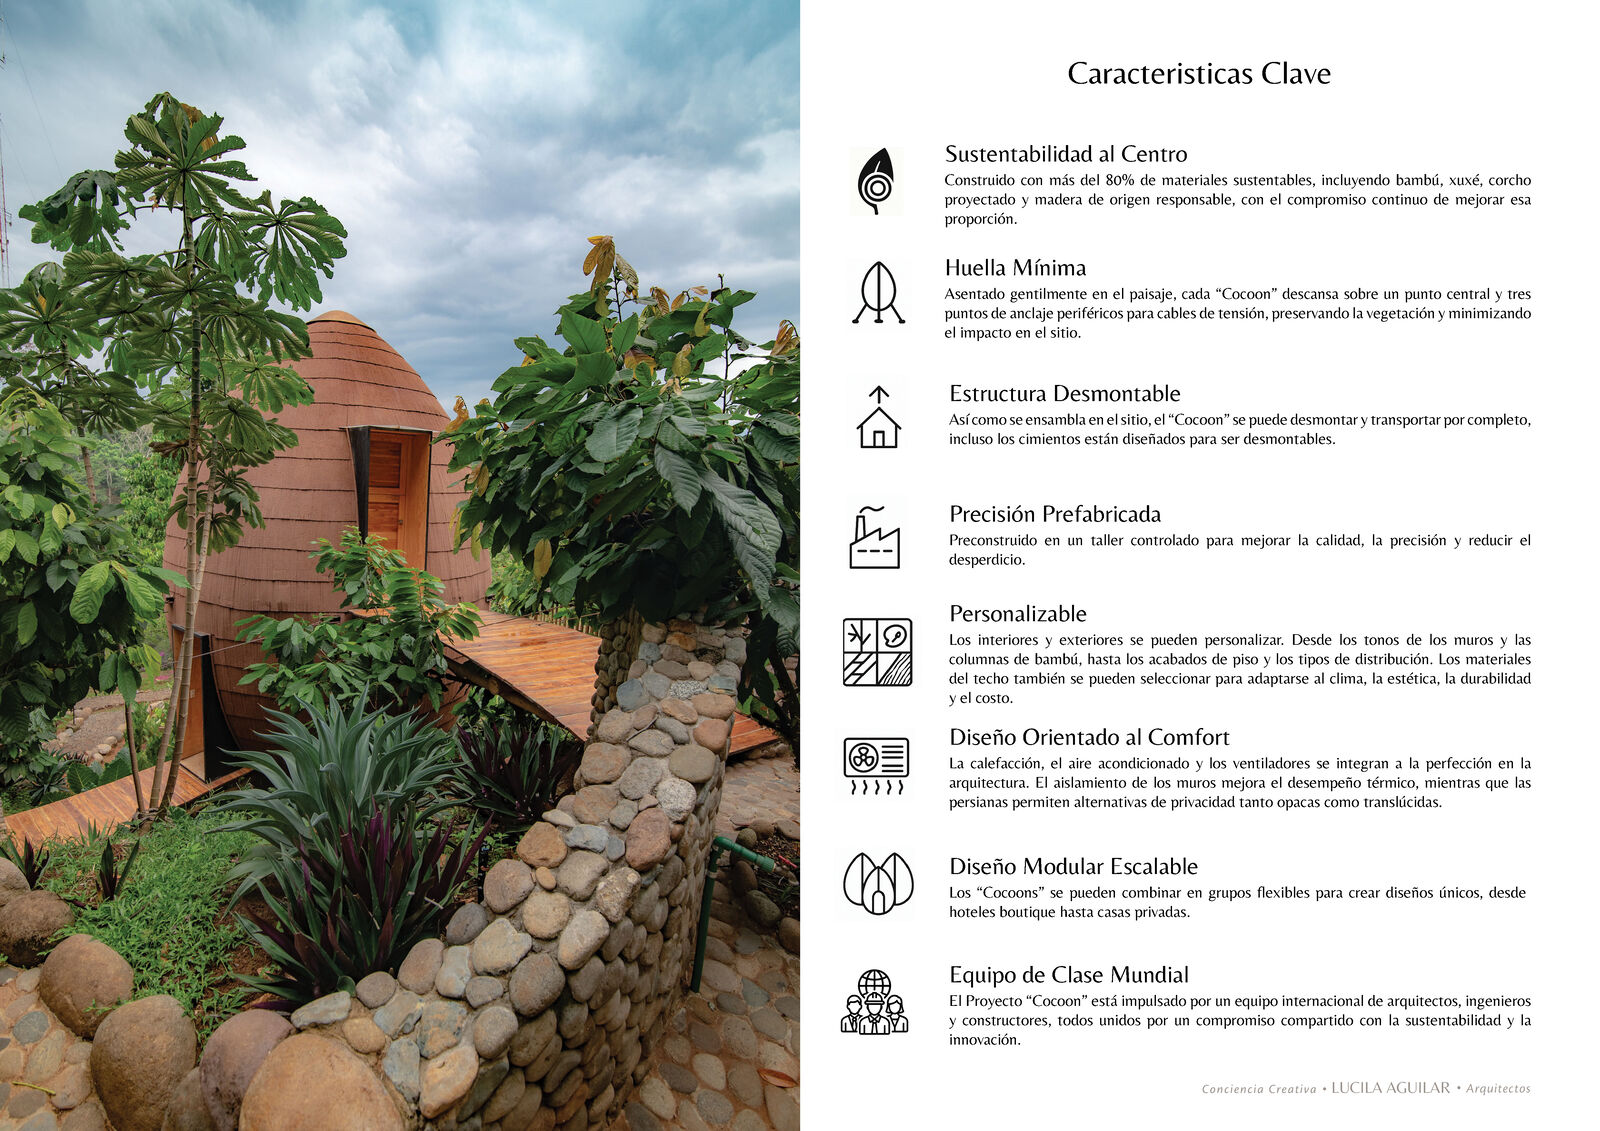 Caracteristicas Clave
Sustentabilidad al Centro
Construido con más del 80% de materiales sustentables, incluyendo bambú, xuxé, corcho
proyectado y madera de origen responsable, con el compromiso continuo de mejorar esa
proporción.
Huella Mínima
Asentado gentilmente en el paisaje, cada “Cocoon” descansa sobre un punto central y tres
puntos de anclaje periféricos para cables de tensión, preservando la vegetación y minimizando
el impacto en el sitio.
Estructura Desmontable
Así como se ensambla en el sitio, el “Cocoon” se puede desmontar y transportar por completo,
incluso los cimientos están diseñados para ser desmontables.
Precisión Prefabricada
Preconstruido en un taller controlado para mejorar la calidad, la precisión y reducir el
desperdicio.
Personalizable
Los interiores y exteriores se pueden personalizar. Desde los tonos de los muros y las
columnas de bambú, hasta los acabados de piso y los tipos de distribución. Los materiales
del techo también se pueden seleccionar para adaptarse al clima, la estética, la durabilidad
y el costo.
Diseño Orientado al Comfort
La calefacción, el aire acondicionado y los ventiladores se integran a la perfección en la
arquitectura. El aislamiento de los muros mejora el desempeño térmico, mientras que las
persianas permiten alternativas de privacidad tanto opacas como translúcidas.
Diseño Modular Escalable
Los “Cocoons” se pueden combinar en grupos flexibles para crear diseños únicos, desde
hoteles boutique hasta casas privadas.
Equipo de Clase Mundial
El Proyecto “Cocoon” está impulsado por un equipo internacional de arquitectos, ingenieros
y constructores, todos unidos por un compromiso compartido con la sustentabilidad y la
innovación.
Conciencia Creativa • LUCILA AGUILAR • Arquitectos